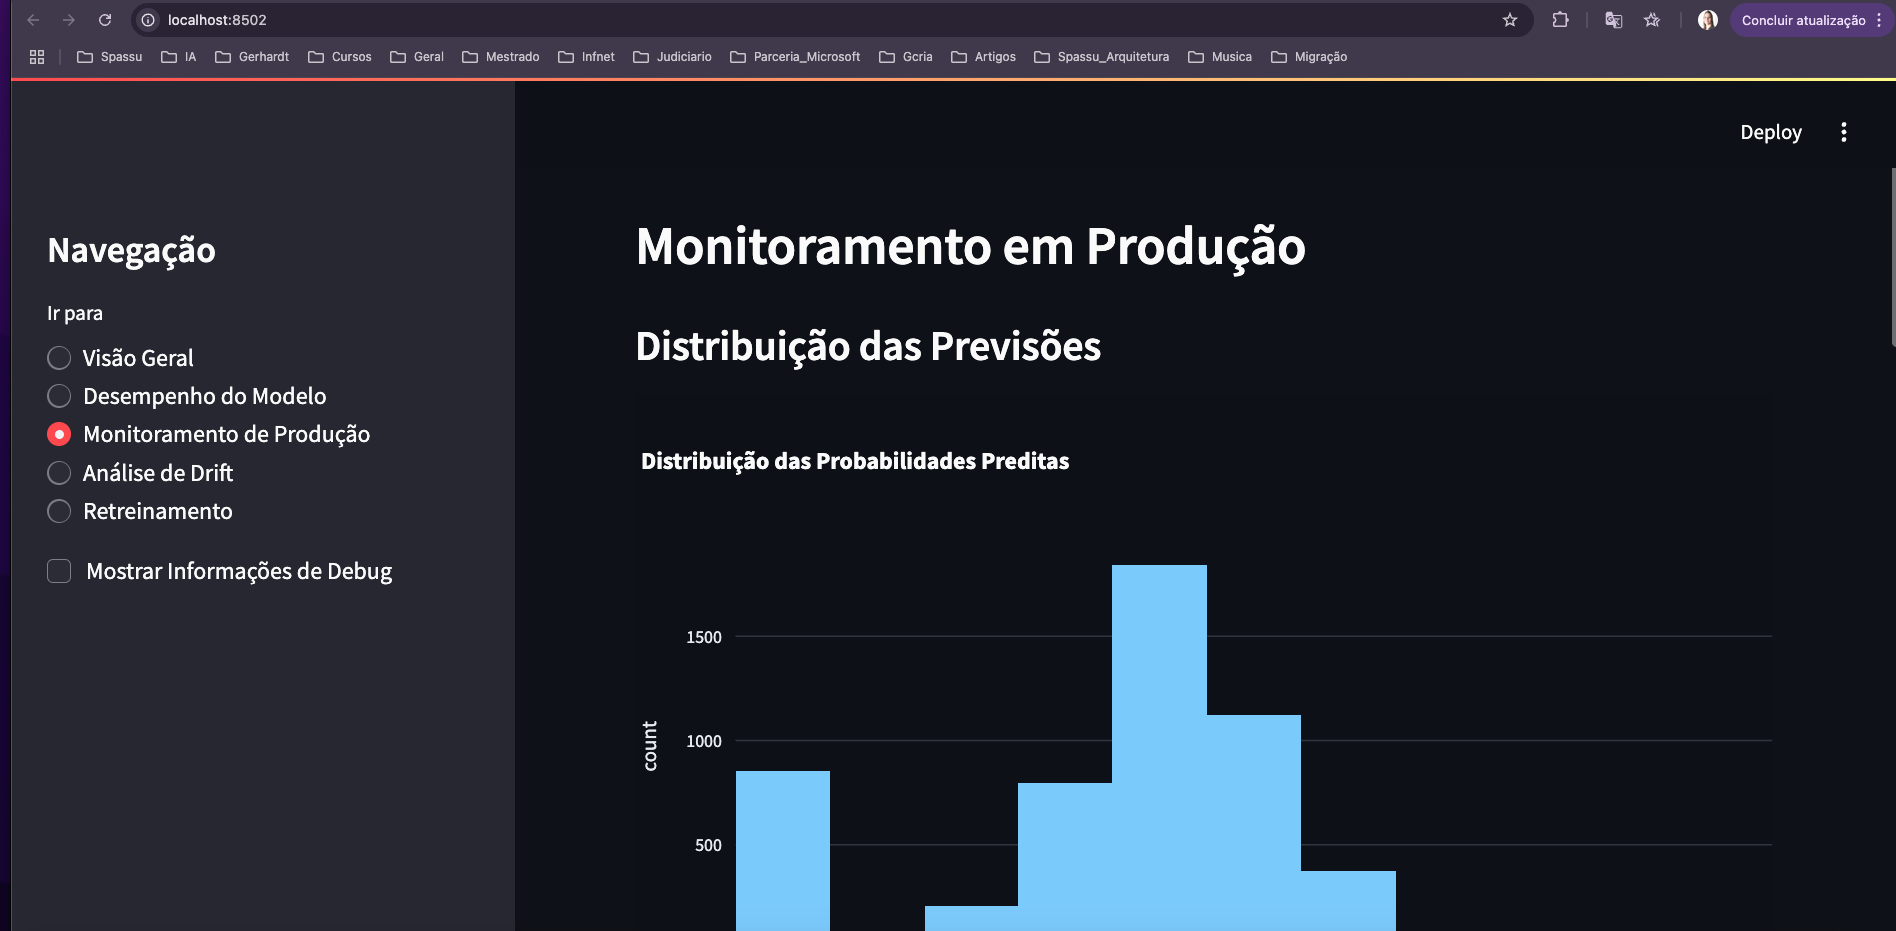 localhost:8502
Concluir atualização
Spassu IA Gerhardt Cursos Geral Mestrado Infnet Judiciario Parceria_Microsoft Gcria Artigos Spassu_Arquitetura Musica Migração
Deploy
Navegação
Ir para
Visão Geral
Desempenho do Modelo
Monitoramento de Produção
Análise de Drift
Retreinamento
Mostrar Informações de Debug
Monitoramento em Produção
Distribuição das Previsões
Distribuição das Probabilidades Preditas
1500
1000
500
count